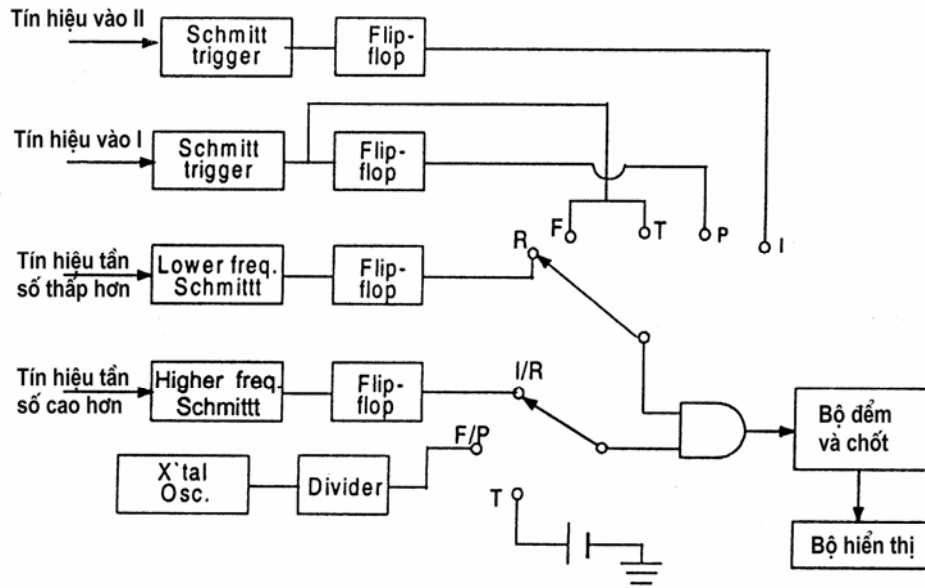 Tín hiệu vào II
Schmitt
trigger
Flip-
flop
Tín hiệu vào I
Schmitt
trigger
Flip-
flop
F
T
P
I
R
Tín hiệu tần
số thấp hơn
Lower freq.
Schmittt
Flip-
flop
Tín hiệu tần
số cao hơn
Higher freq.
Schmittt
Flip-
flop
I/R
F/P
X`tal
Osc.
Divider
T
Bộ đếm
và chốt
Bộ hiển thị